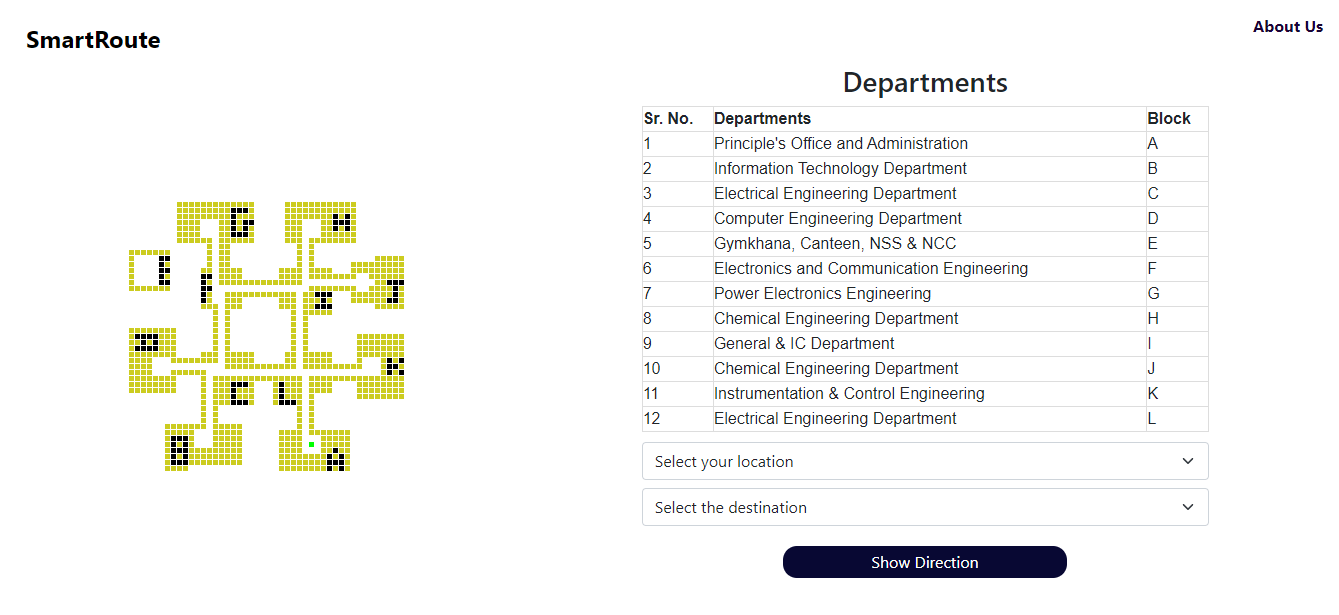 SmartRoute
About Us
Departments
Sr. No. Departments Block
1 Principle's Office and Administration A
2 Information Technology Department B
3 Electrical Engineering Department C
4 Computer Engineering Department D
5 Gymkhana, Canteen, NSS & NCC E
6 Electronics and Communication Engineering F
7 Power Electronics Engineering G
8 Chemical Engineering Department H
9 General & IC Department I
10 Chemical Engineering Department J
11 Instrumentation & Control Engineering K
12 Electrical Engineering Department L
G H
I
J
K
C L
A
Select your location
Select the destination
Show Direction